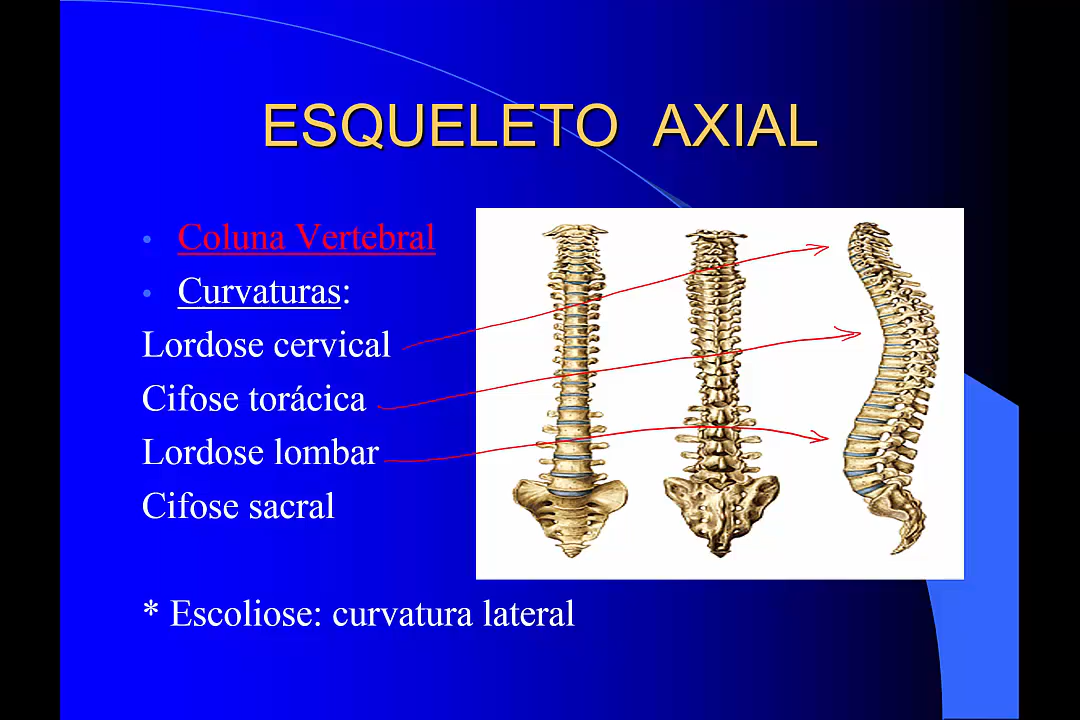 ESQUELETO AXIAL
• Coluna Vertebral
• Curvaturas:
Lordose cervical
Cifose torácica
Lordose lombar
Cifose sacral
* Escoliose: curvatura lateral